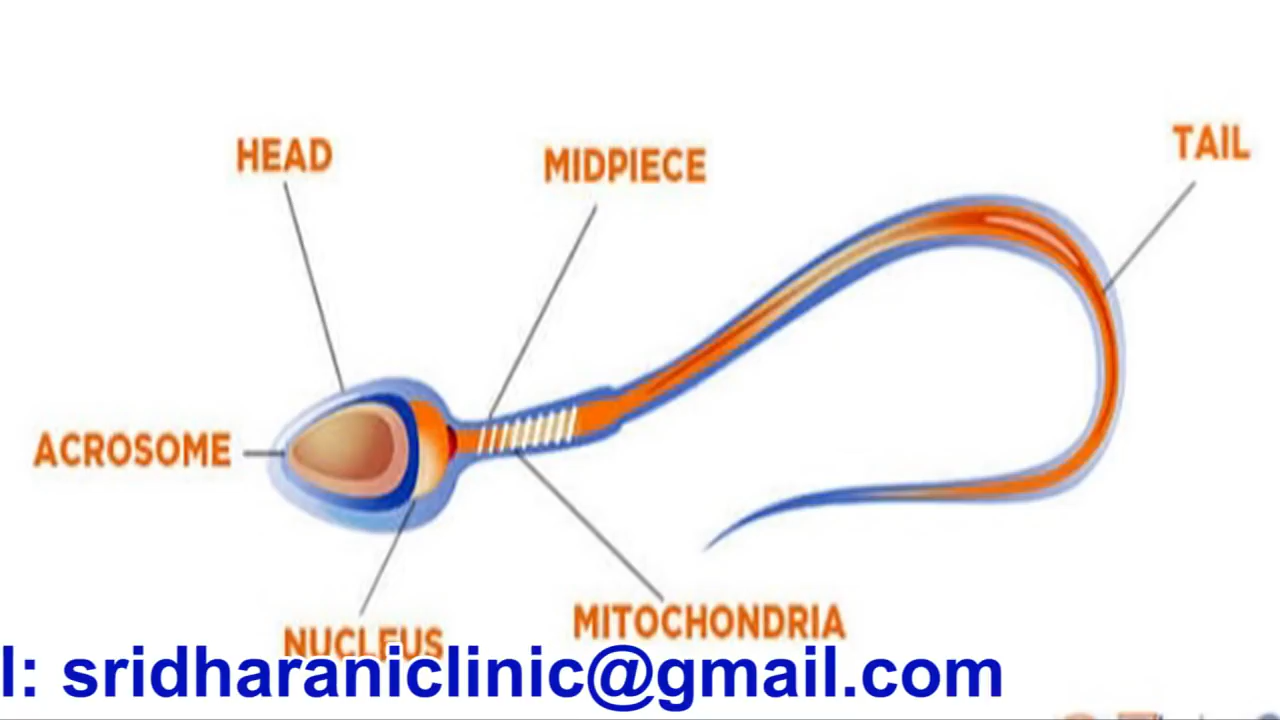 TAIL
HEAD
MIDPIECE
ACROSOME
MITOCHONDRIA
NUCLEUS
l: sridharaniclinic@gmail.com